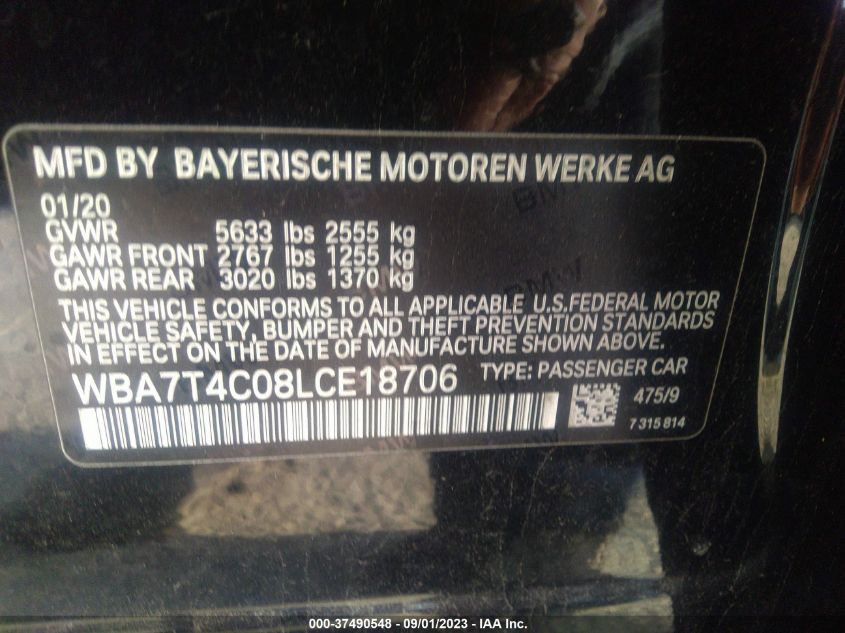 MFD BY BAYERISCHE MOTOREN WERKE AG
01/20
GVWR 5633 lbs 2555 kg
GAWR FRONT 2767 lbs 1255 kg
GAWR REAR 3020 lbs 1370 kg
THIS VEHICLE CONFORMS TO ALL APPLICABLE U.S.FEDERAL MOTOR
VEHICLE SAFETY, BUMPER AND THEFT PREVENTION STANDARDS
IN EFFECT ON THE DATE OF MANUFACTURE SHOWN ABOVE.
WBA7T4C08LCE18706 TYPE: PASSENGER CAR
475/9
7 315 814
000-37490548 - 09/01/2023 - IAA Inc.